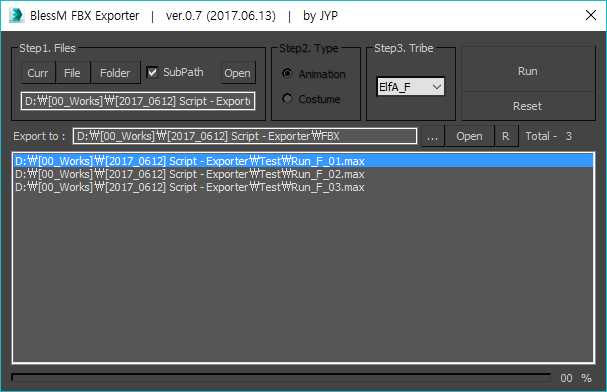 BlessM FBX Exporter | ver.0.7 (2017.06.13) | by JYP
Step1. Files
Curr File Folder SubPath Open
D:₩[00_Works]₩[2017_0612] Script - Exporte
Step2. Type
Animation
Costume
Step3. Tribe
ElfA_F
Run
Reset
Export to : D:₩[00_Works]₩[2017_0612] Script - Exporter₩FBX ... Open R Total - 3
D:₩[00_Works]₩[2017_0612] Script - Exporter₩Test₩Run_F_01.max
D:₩[00_Works]₩[2017_0612] Script - Exporter₩Test₩Run_F_02.max
D:₩[00_Works]₩[2017_0612] Script - Exporter₩Test₩Run_F_03.max
00 %